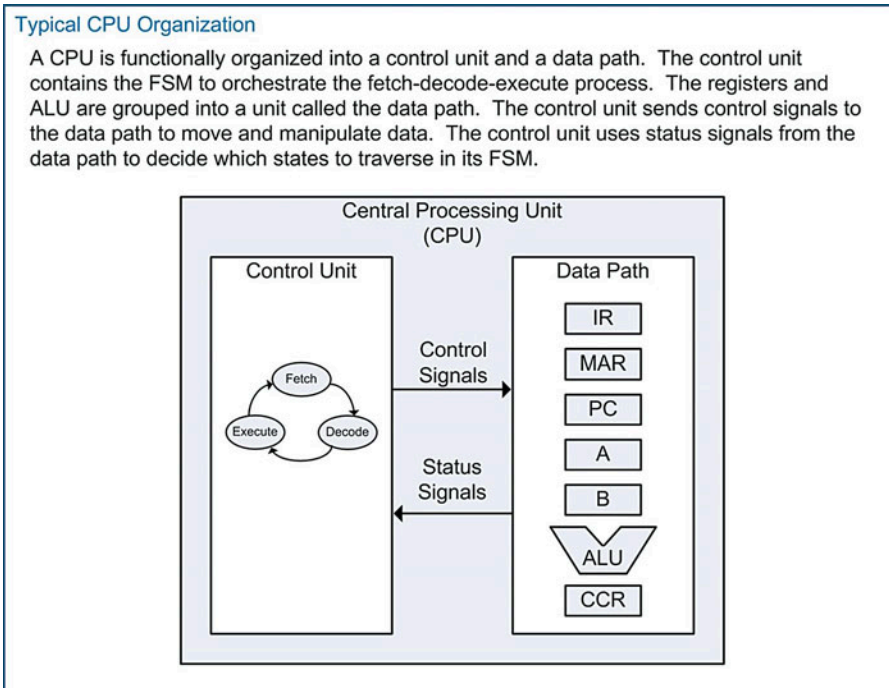 Typical CPU Organization
A CPU is functionally organized into a control unit and a data path.  The control unit
contains the FSM to orchestrate the fetch-decode-execute process.  The registers and
ALU are grouped into a unit called the data path.  The control unit sends control signals to
the data path to move and manipulate data.  The control unit uses status signals from the
data path to decide which states to traverse in its FSM.
Central Processing Unit
(CPU)
Control Unit
Fetch
Execute
Decode
Control
Signals
Status
Signals
Data Path
IR
MAR
PC
A
B
ALU
CCR